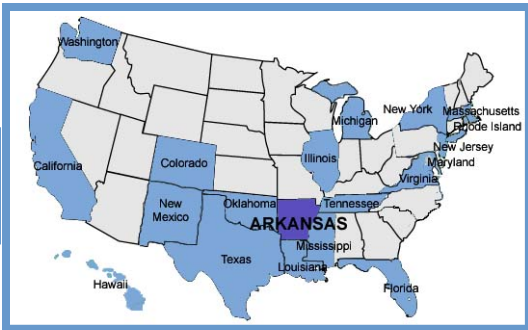 Washington
Michigan
New York
Massachusetts
Rhode Island
New Jersey
Maryland
California
Colorado
Illinois
Virginia
New
Mexico
Oklahoma
Tennessee
ARKANSAS
Mississippi
Texas
Louisiana
Hawaii
Florida